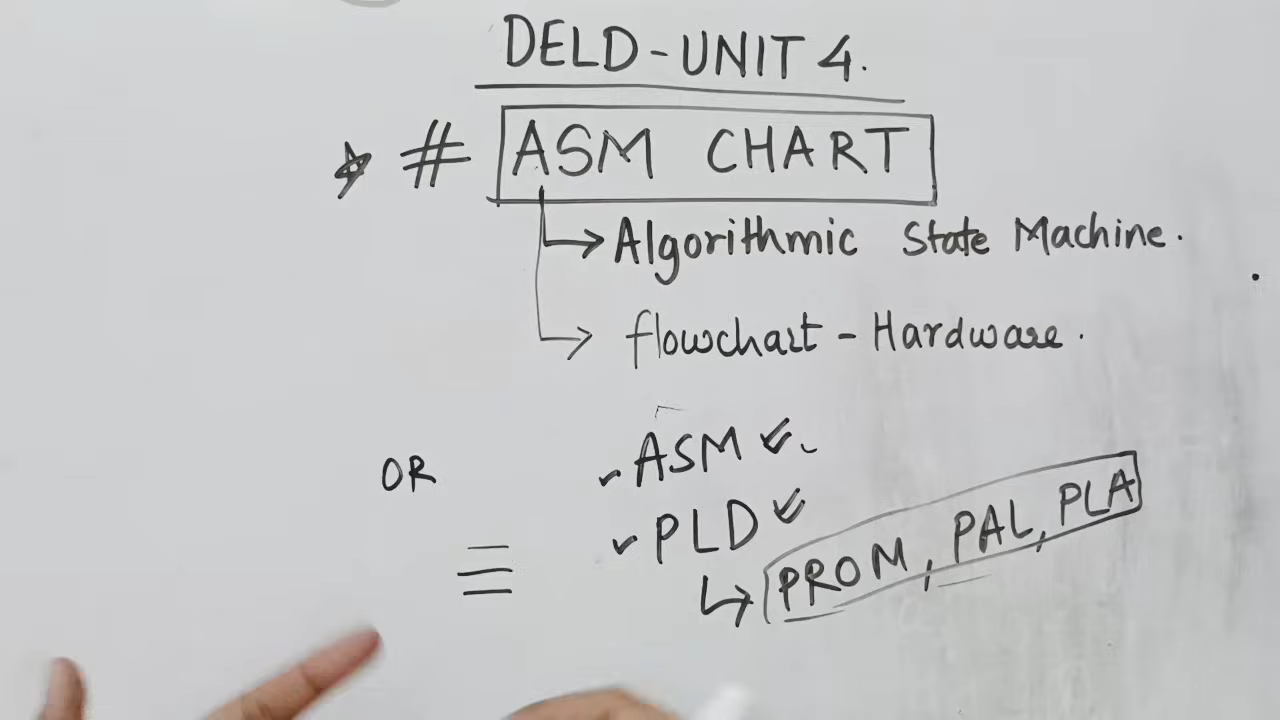 DELD-UNIT 4.
# ASM CHART
Algorithmic State Machine.
flowchart - Hardware.
OR
ASM
PLD
PROM, PAL, PLA